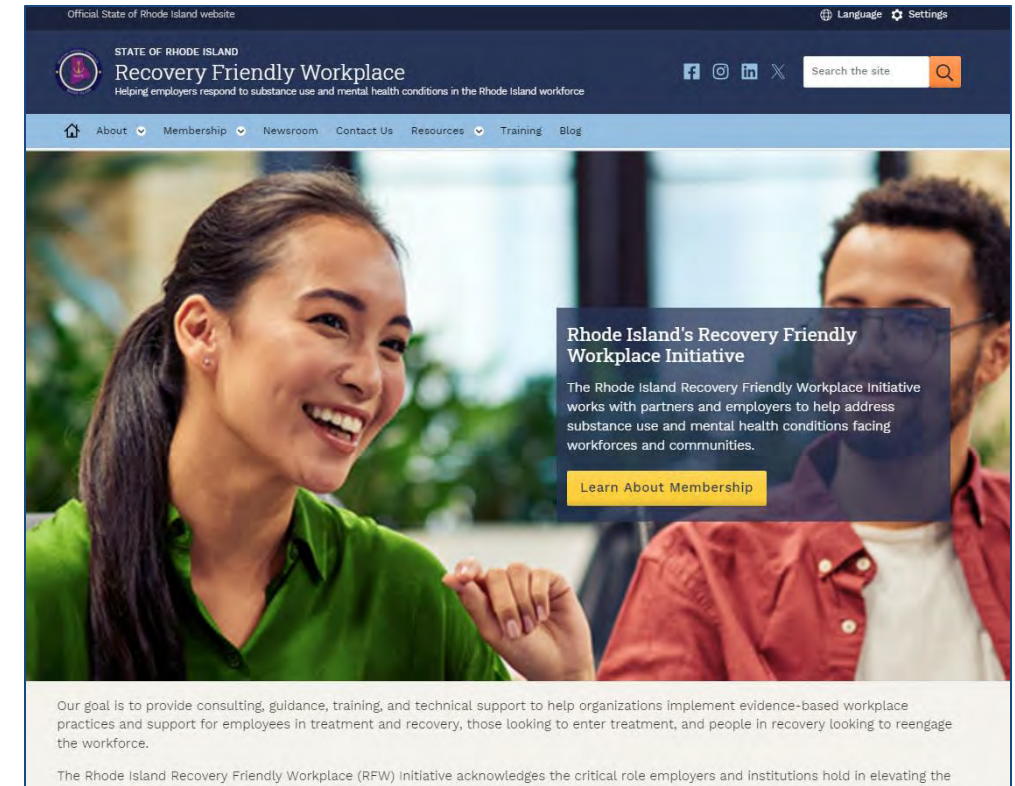 Official State of Rhode Island website
Language Settings
STATE OF RHODE ISLAND
Recovery Friendly Workplace
Helping employers respond to substance use and mental health conditions in the Rhode Island workforce
Search the site
About Membership Newsroom Contact Us Resources Training Blog
Rhode Island's Recovery Friendly
Workplace Initiative
The Rhode Island Recovery Friendly Workplace Initiative
works with partners and employers to help address
substance use and mental health conditions facing
workforces and communities.
Learn About Membership
Our goal is to provide consulting, guidance, training, and technical support to help organizations implement evidence-based workplace
practices and support for employees in treatment and recovery, those looking to enter treatment, and people in recovery looking to reengage
the workforce.
The Rhode Island Recovery Friendly Workplace (RFW) Initiative acknowledges the critical role employers and institutions hold in elevating the